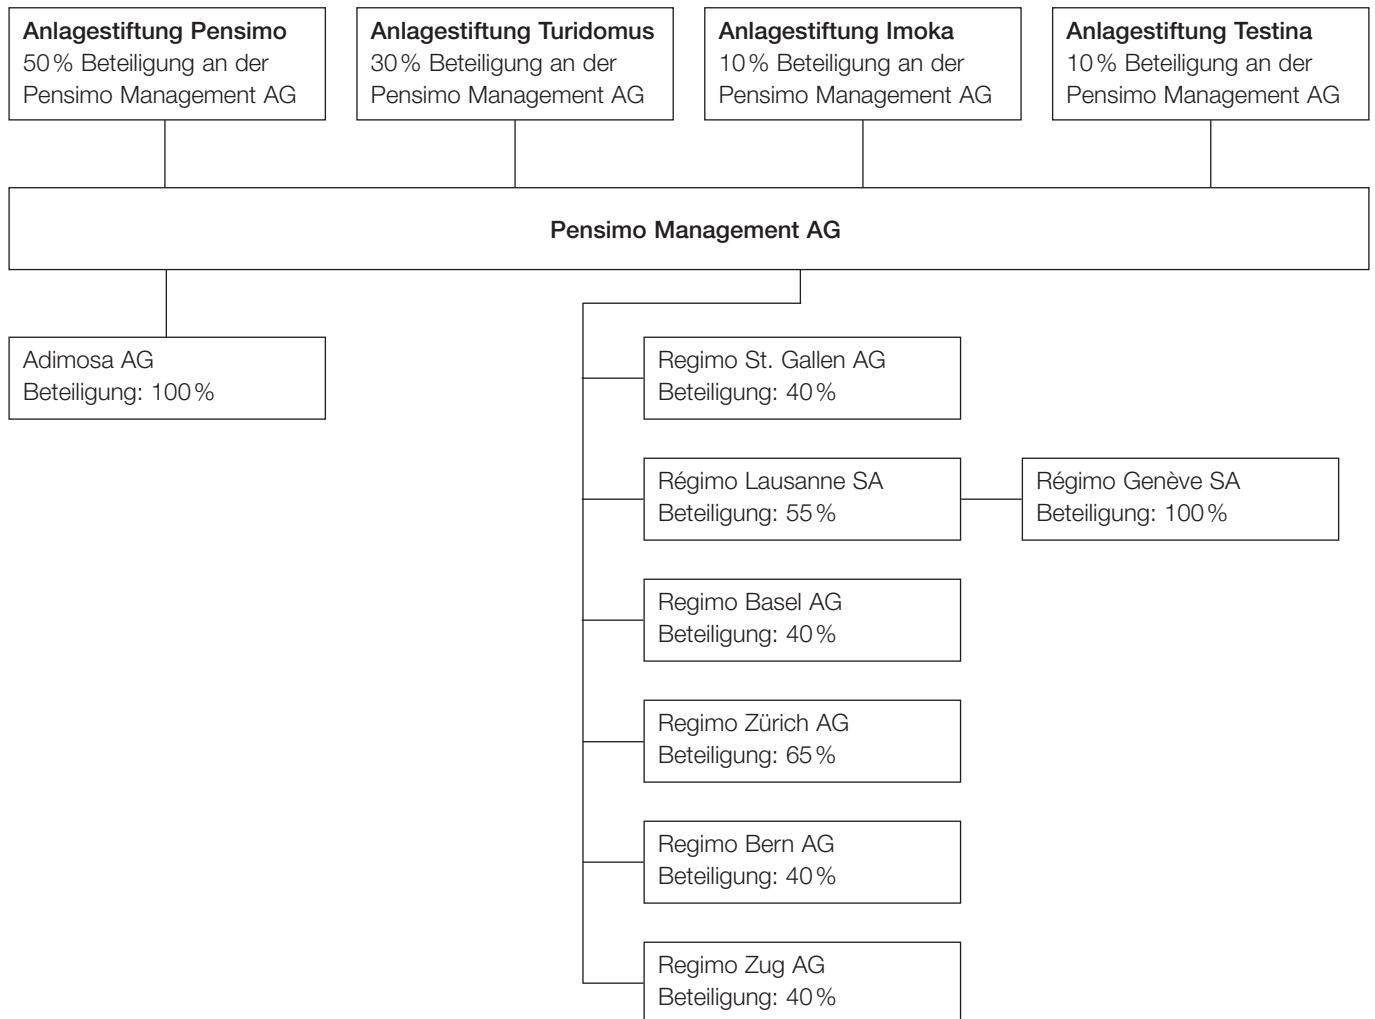 Anlagestiftung Pensimo
50% Beteiligung an der
Pensimo Management AG
Anlagestiftung Turidomus
30% Beteiligung an der
Pensimo Management AG
Anlagestiftung Imoka
10% Beteiligung an der
Pensimo Management AG
Anlagestiftung Testina
10% Beteiligung an der
Pensimo Management AG
Pensimo Management AG
Adimosa AG
Beteiligung: 100%
Regimo St. Gallen AG
Beteiligung: 40%
Régimo Lausanne SA
Beteiligung: 55%
Régimo Genève SA
Beteiligung: 100%
Regimo Basel AG
Beteiligung: 40%
Regimo Zürich AG
Beteiligung: 65%
Regimo Bern AG
Beteiligung: 40%
Regimo Zug AG
Beteiligung: 40%